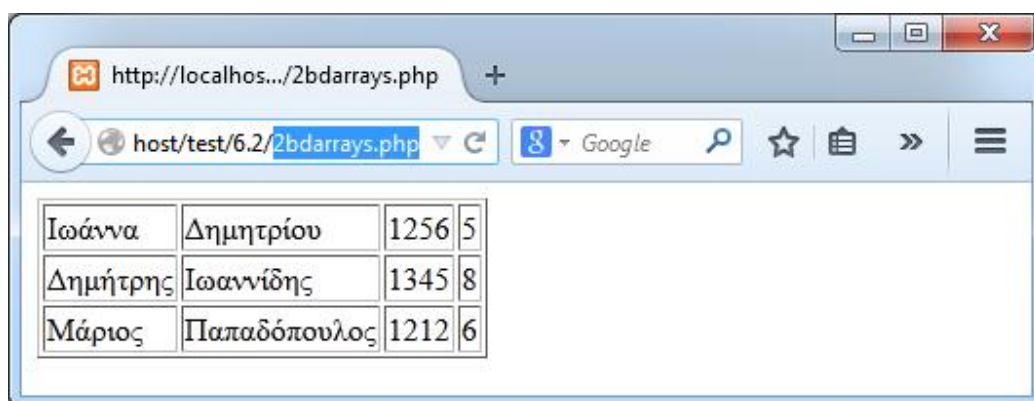 http://localhos.../2bdarrays.php
host/test/6.2/2bdarrays.php Google
Ιωάννα Δημητρίου 1256 5
Δημήτρης Ιωαννίδης 1345 8
Μάριος Παπαδόπουλος 1212 6